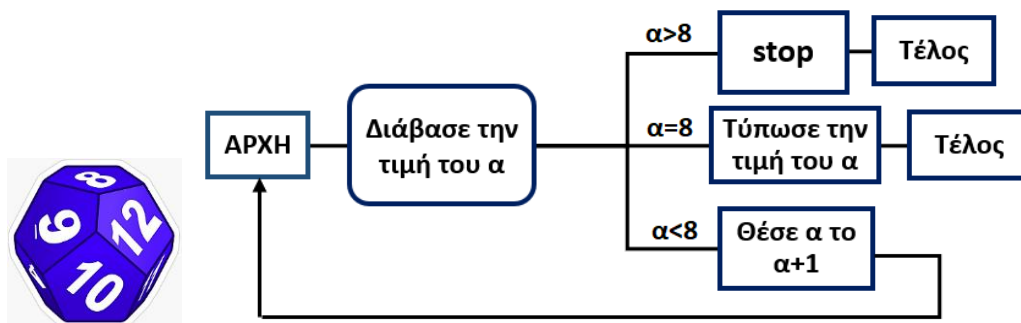 α>8
stop
Τέλος
ΑΡΧΗ
Διάβασε την
τιμή του α
α=8
Τύπωσε την
τιμή του α
Τέλος
α<8
Θέσε α το
α+1
8
9
12
10